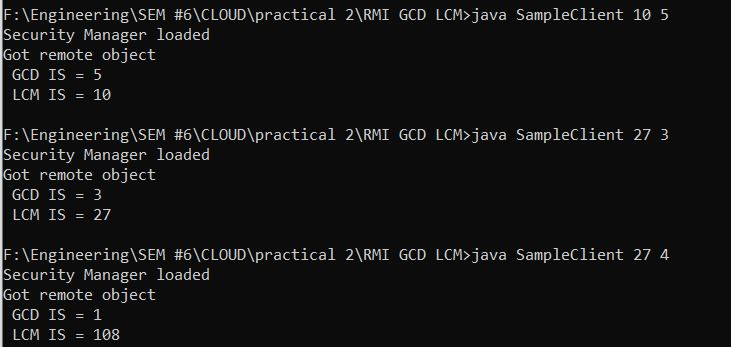 F:\Engineering\SEM #6\CLOUD\practical 2\RMI GCD LCM>java SampleClient 10 5
Security Manager loaded
Got remote object
 GCD IS = 5
 LCM IS = 10

F:\Engineering\SEM #6\CLOUD\practical 2\RMI GCD LCM>java SampleClient 27 3
Security Manager loaded
Got remote object
 GCD IS = 3
 LCM IS = 27

F:\Engineering\SEM #6\CLOUD\practical 2\RMI GCD LCM>java SampleClient 27 4
Security Manager loaded
Got remote object
 GCD IS = 1
 LCM IS = 108